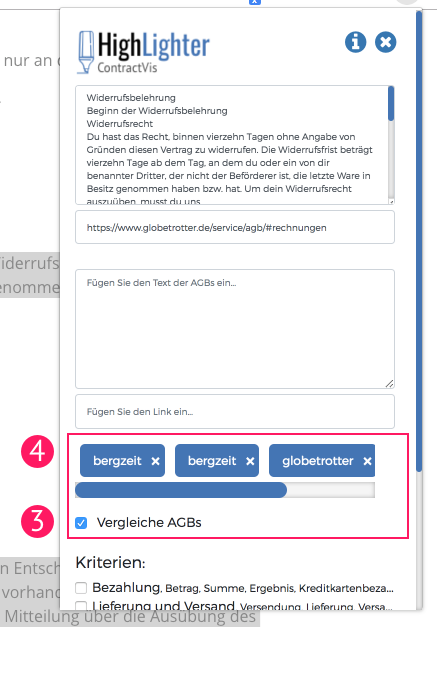 HighLighter
ContractVis
nur an
Widerrufsbelehrung
Beginn der Widerrufsbelehrung
Widerrufsrecht
Du hast das Recht, binnen vierzehn Tagen ohne Angabe von
Gründen diesen Vertrag zu widerrufen. Die Widerrufsfrist beträgt
vierzehn Tage ab dem Tag, an dem du oder ein von dir
benannter Dritter, der nicht der Beförderer ist, die letzte Ware in
Besitz genommen haben bzw. hat. Um dein Widerrufsrecht
auszuüben, musst du uns
https://www.globetrotter.de/service/agb/#rechnungen
iderrufs
enomme
Fügen Sie den Text der AGBs ein...
Fügen Sie den Link ein...
4
bergzeit × bergzeit × globetrotter ×
3
Vergleiche AGBs
Kriterien:
n Entsch
Bezahlung, Betrag, Summe, Ergebnis, Kreditkartenbeza...
vorhand
Lieferung und Versand, Versendung, Lieferung, Versa...
Mitteilung über die Ausübung des